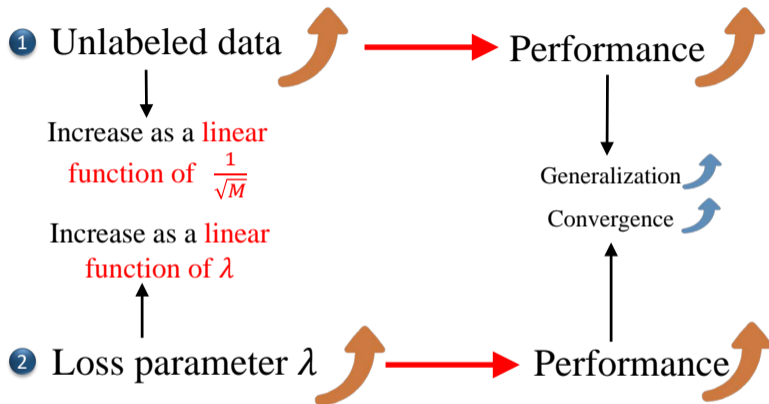 1 Unlabeled data
Performance
Increase as a linear
function of 1/√M
Generalization
Convergence
Increase as a linear
function of λ
2 Loss parameter λ
Performance